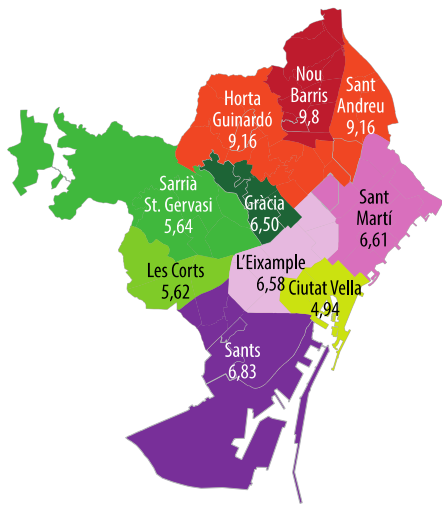 Nou
Barris
9,8
Sant
Andreu
9,16
Horta
Guinardó
9,16
Sarrià
St. Gervasi
5,64
Gràcia
6,50
Sant
Martí
6,61
L'Eixample
6,58
Les Corts
5,62
Ciutat Vella
4,94
Sants
6,83